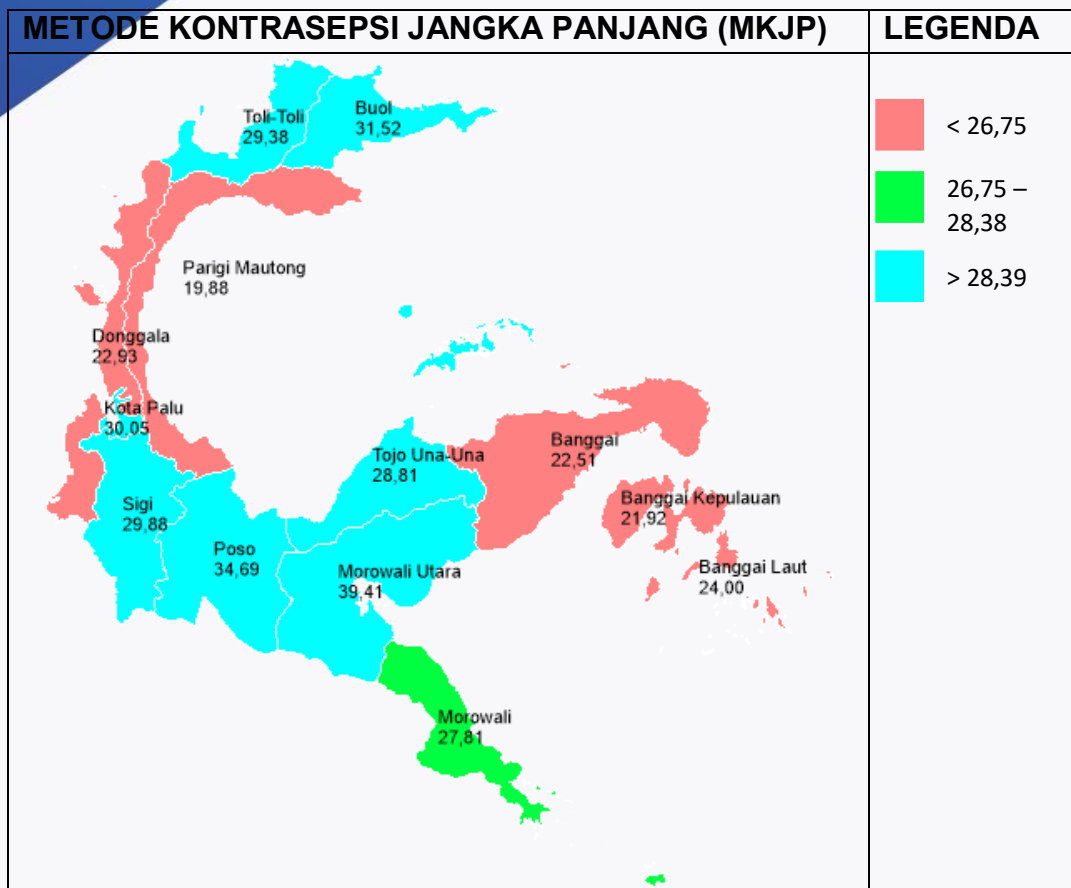 METODE KONTRASEPSI JANGKA PANJANG (MKJP)
LEGENDA
Toli-Toli
29,38
Buol
31,52
Parigi Mautong
19,88
Donggala
22,93
Kota Palu
30,05
Tojo Una-Una
28,81
Banggai
22,51
Sigi
29,88
Banggai Kepulauan
21,92
Poso
34,69
Morowali Utara
39,41
Banggai Laut
24,00
Morowali
27,81
< 26,75
26,75 –
28,38
> 28,39